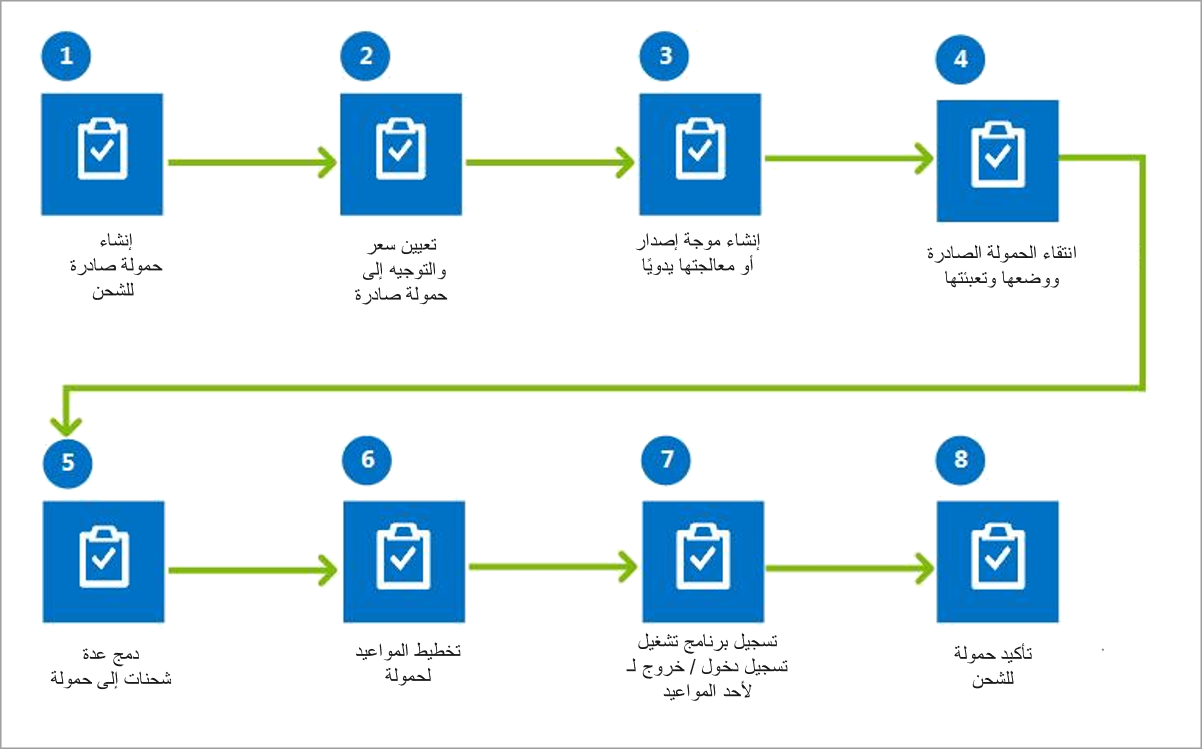 1
إنشاء
حمولة صادرة
للشحن
2
تعيين سعر
والتوجيه إلى
حمولة صادرة
3
إنشاء موجة إصدار
أو معالجتها يدويًا
4
انتقاء الحمولة الصادرة
ووضعها وتعبئتها
5
دمج عدة
شحنات إلى حمولة
6
تخطيط المواعيد
لحمولة
7
تسجيل برنامج تشغيل
تسجيل دخول / خروج لـ
لأحد المواعيد
8
تأكيد حمولة
للشحن